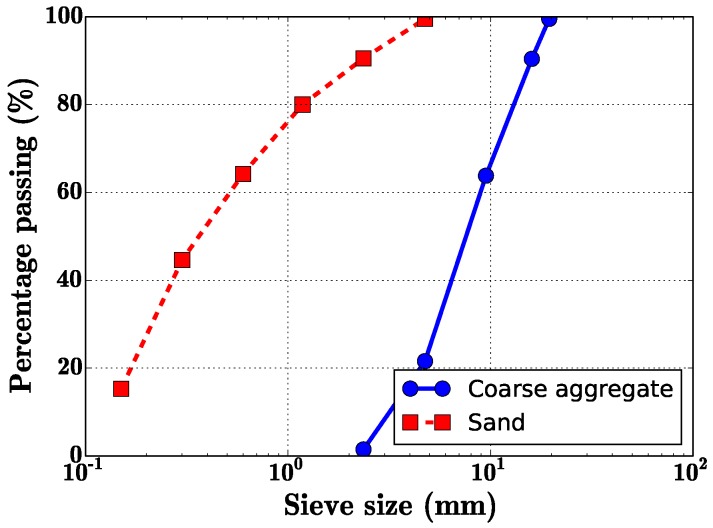 100
80
60
40
20
0
Percentage passing (%)
10⁻¹ 10⁰ 10¹ 10²
Sieve size (mm)
Coarse aggregate
Sand